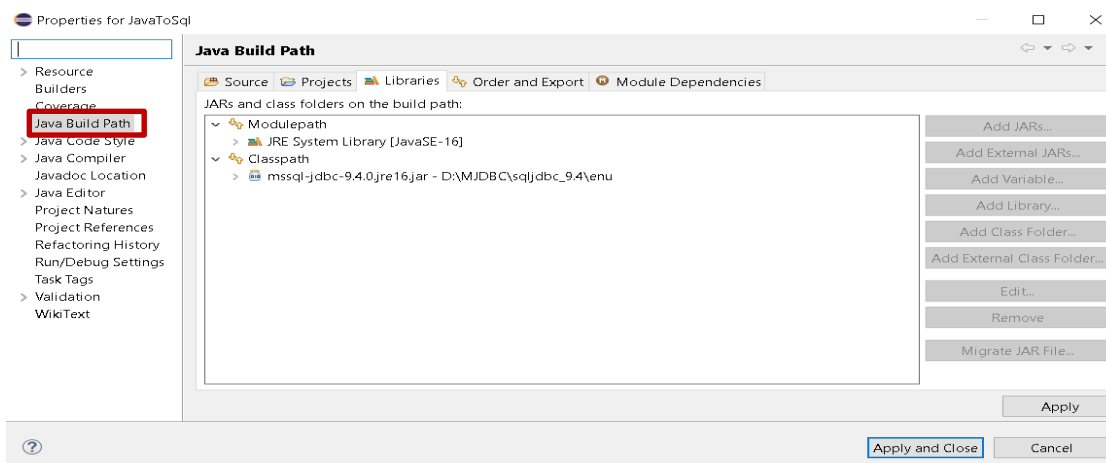 Properties for JavaToSql
Java Build Path
Resource
Builders
Coverage
Java Build Path
Java Code Style
Java Compiler
Javadoc Location
Java Editor
Project Natures
Project References
Refactoring History
Run/Debug Settings
Task Tags
Validation
WikiText
Source Projects Libraries Order and Export Module Dependencies
JARs and class folders on the build path:
Modulepath
JRE System Library [JavaSE-16]
Classpath
mssql-jdbc-9.4.0.jre16.jar - D:\MJDBC\sqljdbc_9.4\enu
Add JARs...
Add External JARs...
Add Variable...
Add Library...
Add Class Folder...
Add External Class Folder...
Edit...
Remove
Migrate JAR File...
Apply
Apply and Close Cancel